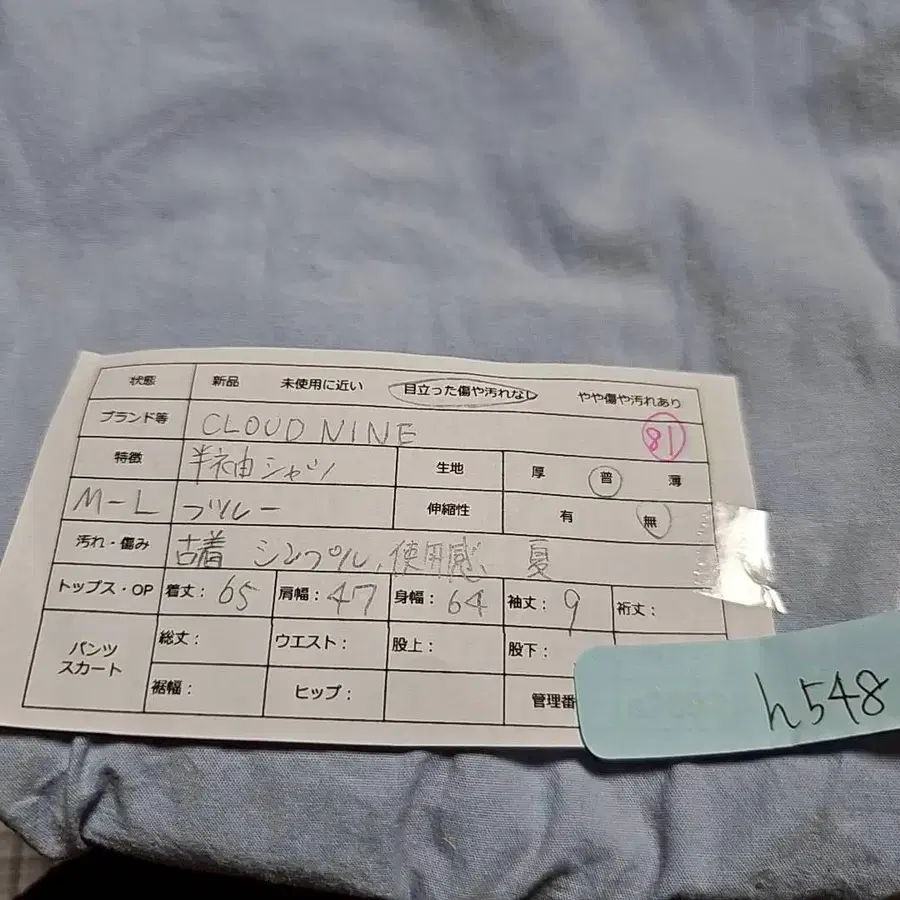 状態 新品 未使用に近い 目立った傷や汚れなし やや傷や汚れあり
ブランド等 CLOUD NINE 81
特徴 半袖シャツ 生地 厚 普 薄
M-L ブルー 伸縮性 有 無
汚れ・傷み 古着 シンプル、使用感、夏
トップス・OP 着丈: 65 肩幅: 47 身幅: 64 袖丈: 9 裄丈:
パンツ スカート 総丈: ウエスト: 股上: 股下:
裾幅: ヒップ: 管理番
h548